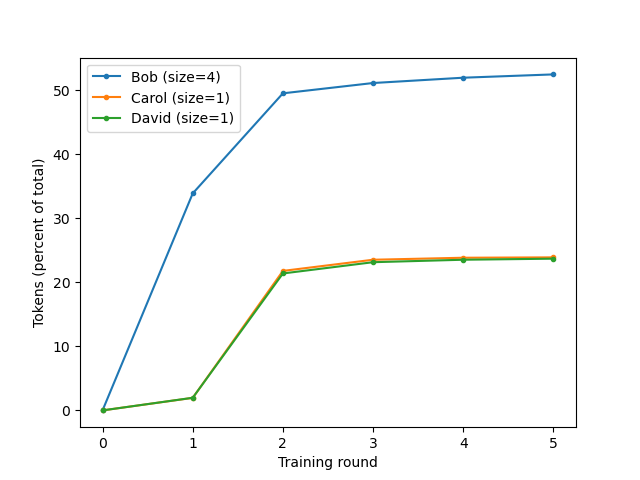 Bob (size=4)
Carol (size=1)
David (size=1)
Tokens (percent of total)
50
40
30
20
10
0
0 1 2 3 4 5
Training round